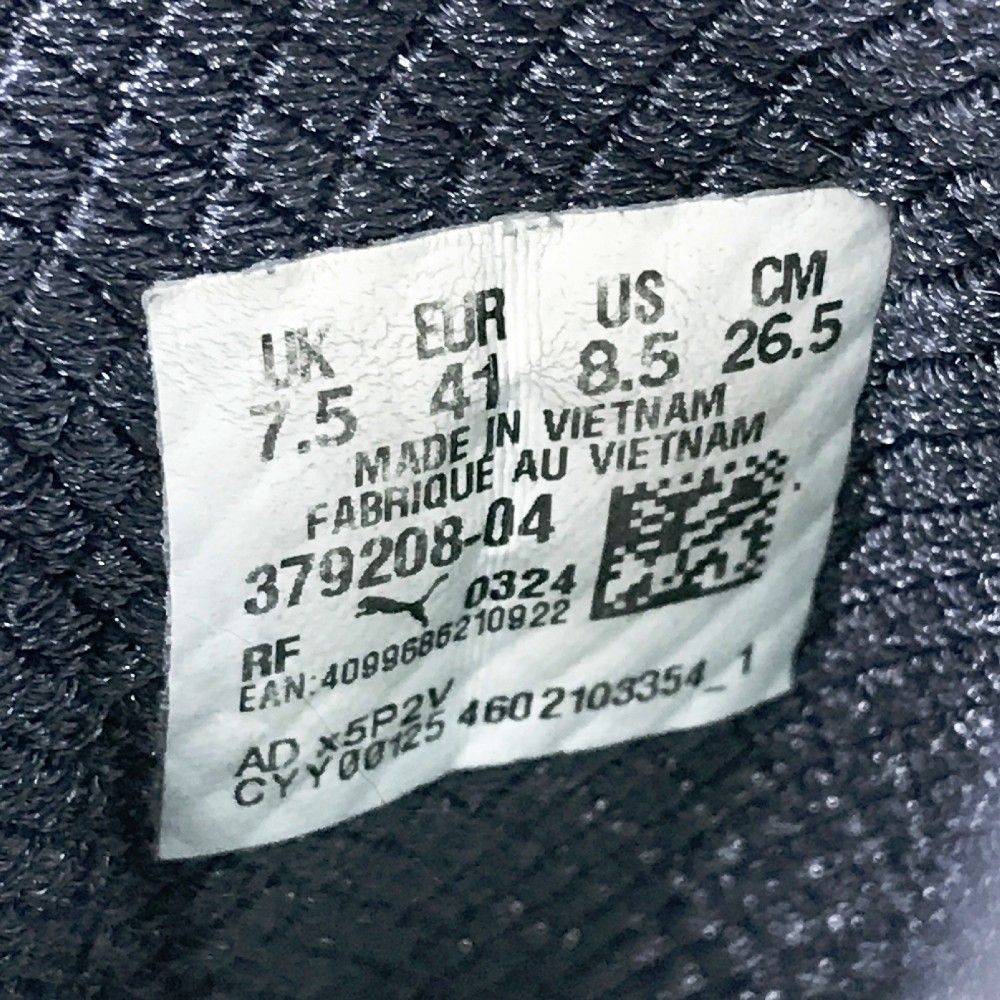 UK EUR US CM
7.5 41 8.5 26.5
MADE IN VIETNAM
FABRIQUE AU VIETNAM
379208-04
0324
RF
EAN:4099686210922
AD x5P2V
CYY00125 4602103354_1